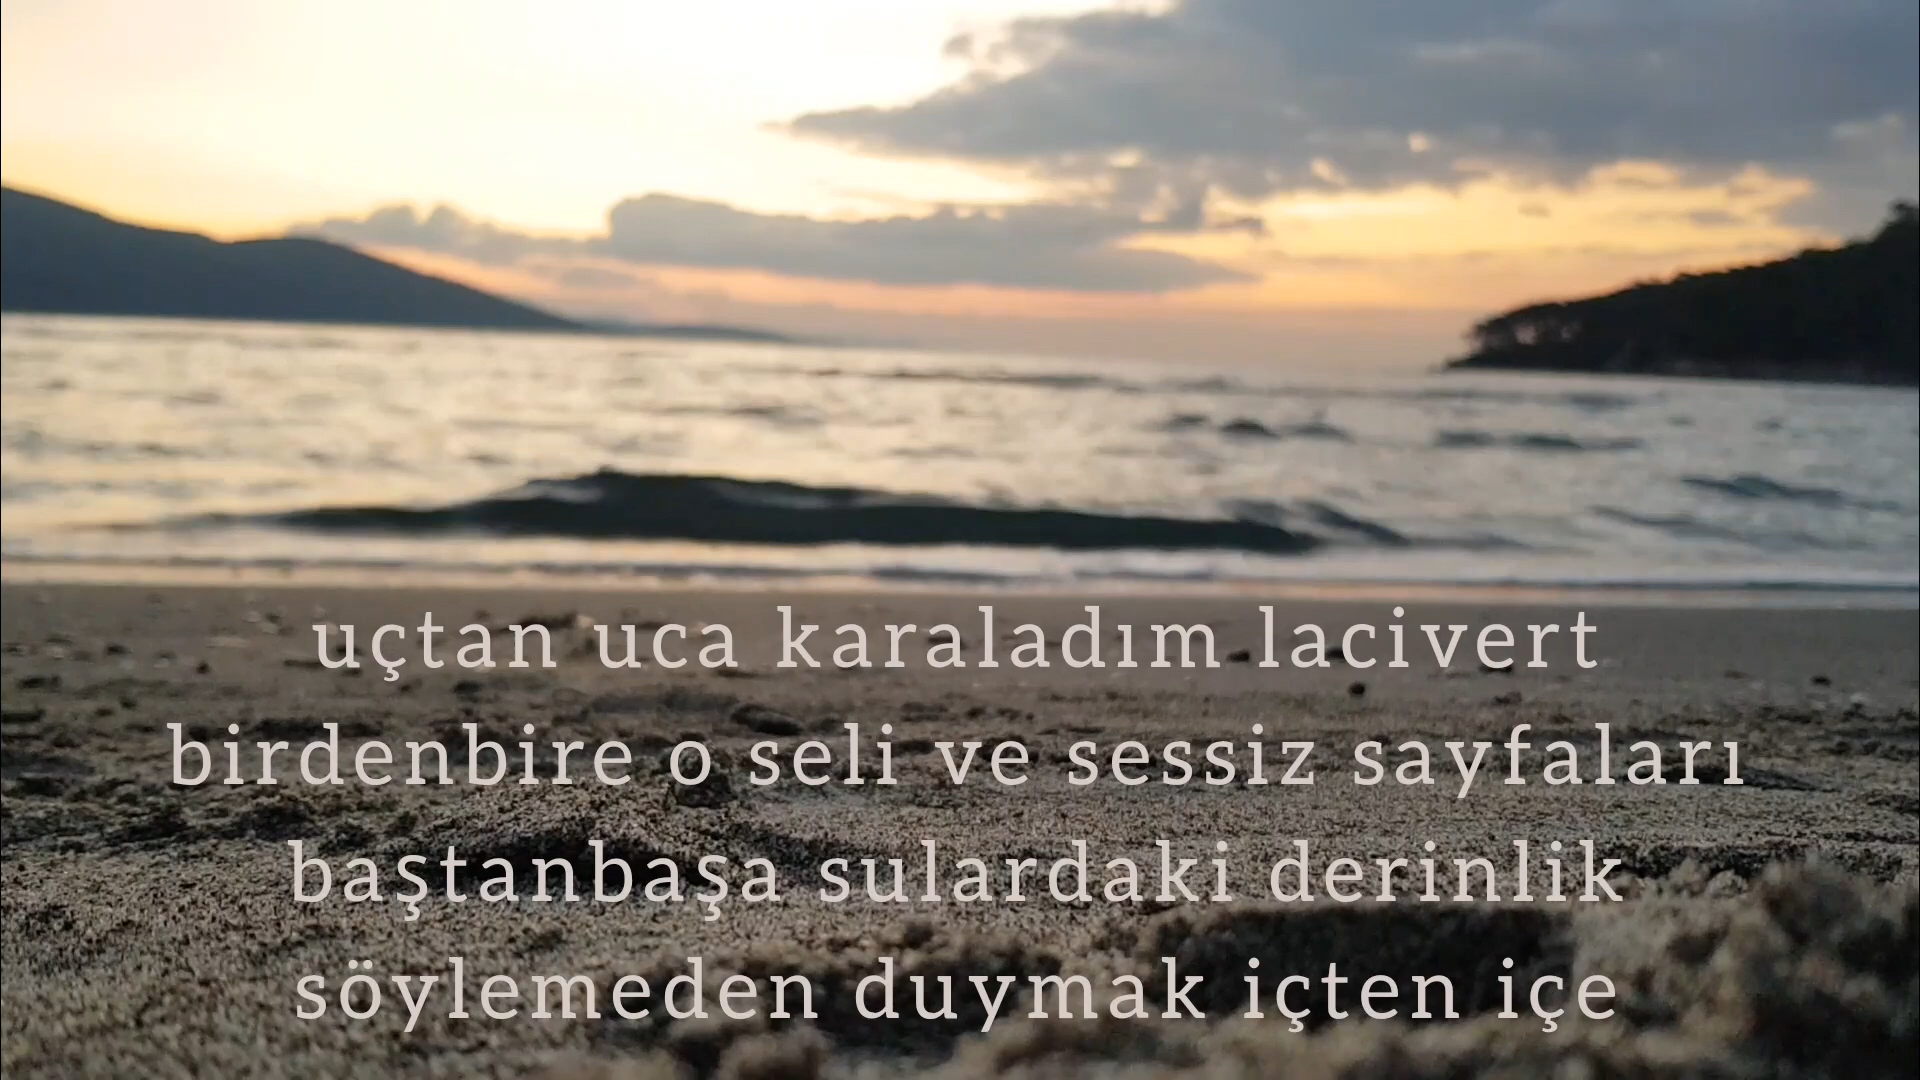 uçtan uca karaladım lacivert
birdenbire o seli ve sessiz sayfaları
baştanbaşa sulardaki derinlik
söylemeden duymak içten içe